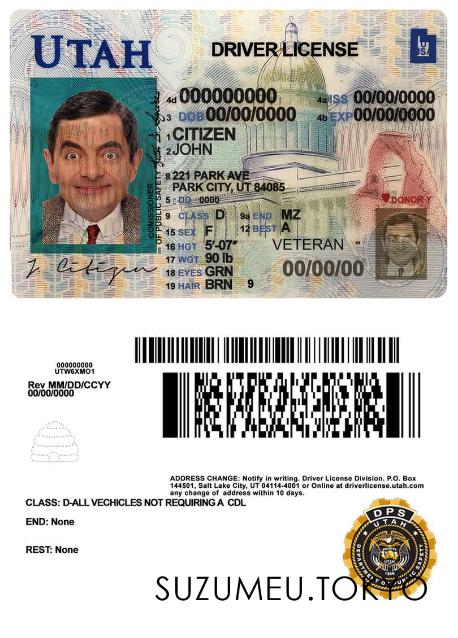 UTAH
DRIVER LICENSE
USA
4d 000000000
4a ISS 00/00/0000
3 DOB 00/00/0000
4b EXP 00/00/0000
1 CITIZEN
2 JOHN
8 221 PARK AVE
PARK CITY, UT 84085
5 DD 0000
DONOR Y
9 CLASS D 9a END MZ
12 BEST A
15 SEX F
16 HGT 5'-07"
VETERAN
17 WGT 90 lb
00/00/00
18 EYES GRN
19 HAIR BRN 9
J. Citizen
COMISSIONER
OF PUBLIC SAFETY
000000000
UTW6XMO1
Rev MM/DD/CCYY
00/00/0000
ADDRESS CHANGE: Notify in writing. Driver License Division. P.O. Box
144501, Salt Lake City, UT 04114-4001 or Online at driverlicense.utah.com
any change of address within 10 days.
CLASS: D-ALL VECHICLES NOT REQUIRING A CDL
END: None
REST: None
DPS
UTAH
DEPARTMENT OF PUBLIC SAFETY
SUZUMEU.TOKYO